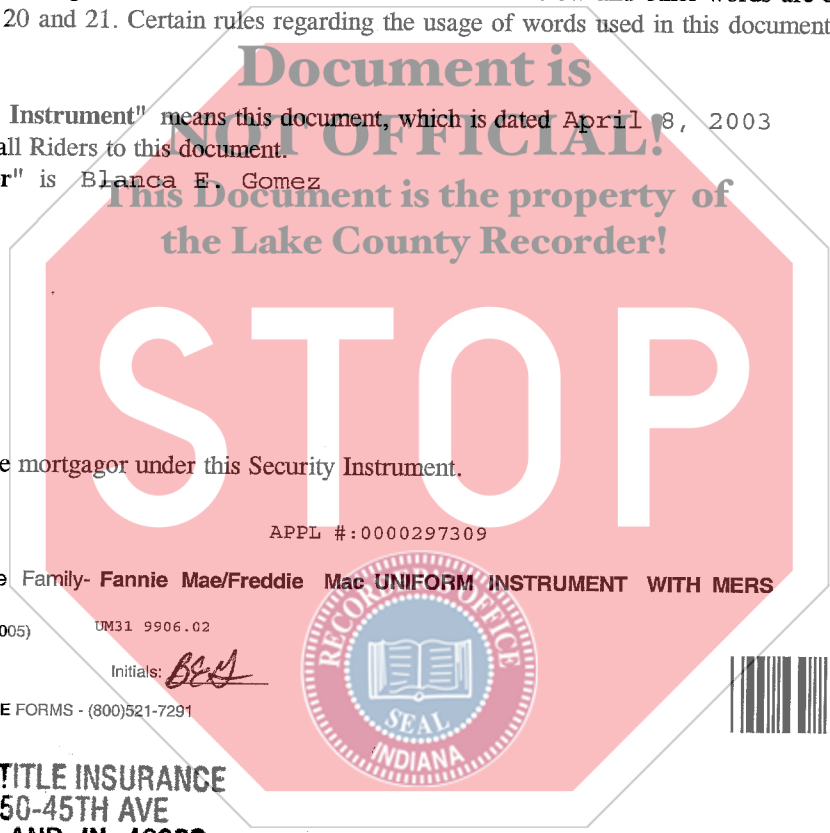 20 and 21. Certain rules regarding the usage of words used in this document
Document is
Instrument" means this document, which is dated April 8, 2003
NOT OFFICIAL!
all Riders to this document.
r" is Blanca E. Gomez
This Document is the property of
the Lake County Recorder!
STOP
e mortgagor under this Security Instrument.
APPL #:0000297309
e Family- Fannie Mae/Freddie Mac UNIFORM INSTRUMENT WITH MERS
005) UM31 9906.02
RECORDER'S OFFICE
Initials: BEG
SEAL
E FORMS - (800)521-7291
INDIANA
TITLE INSURANCE
50-45TH AVE